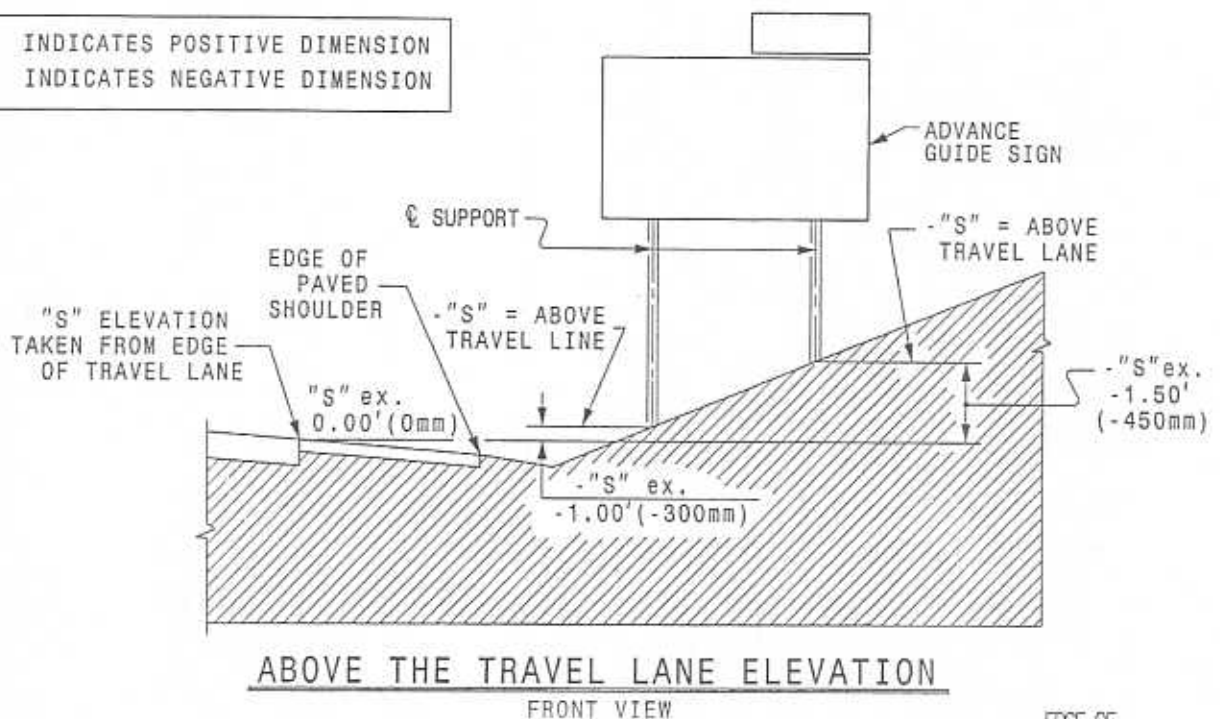 INDICATES POSITIVE DIMENSION
INDICATES NEGATIVE DIMENSION
ADVANCE
GUIDE SIGN
℄ SUPPORT
-"S" = ABOVE
TRAVEL LANE
EDGE OF
PAVED
SHOULDER
-"S" = ABOVE
TRAVEL LINE
"S" ELEVATION
TAKEN FROM EDGE
OF TRAVEL LANE
"S" ex.
0.00'(0mm)
-"S"ex.
-1.50'
(-450mm)
-"S" ex.
-1.00'(-300mm)
ABOVE THE TRAVEL LANE ELEVATION
FRONT VIEW